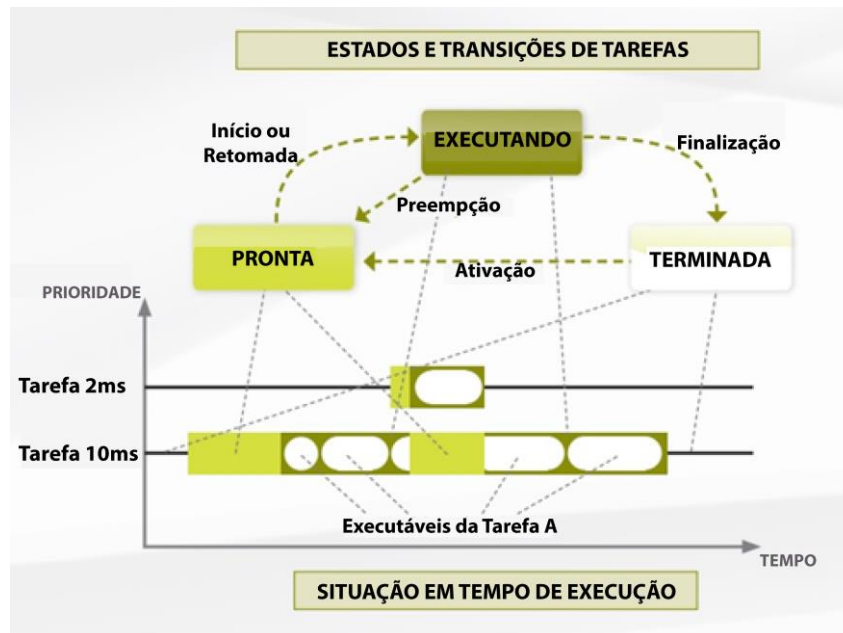 ESTADOS E TRANSIÇÕES DE TAREFAS
Início ou
Retomada
EXECUTANDO
Finalização
Preempção
PRONTA
Ativação
TERMINADA
PRIORIDADE
Tarefa 2ms
Tarefa 10ms
Executáveis da Tarefa A
TEMPO
SITUAÇÃO EM TEMPO DE EXECUÇÃO